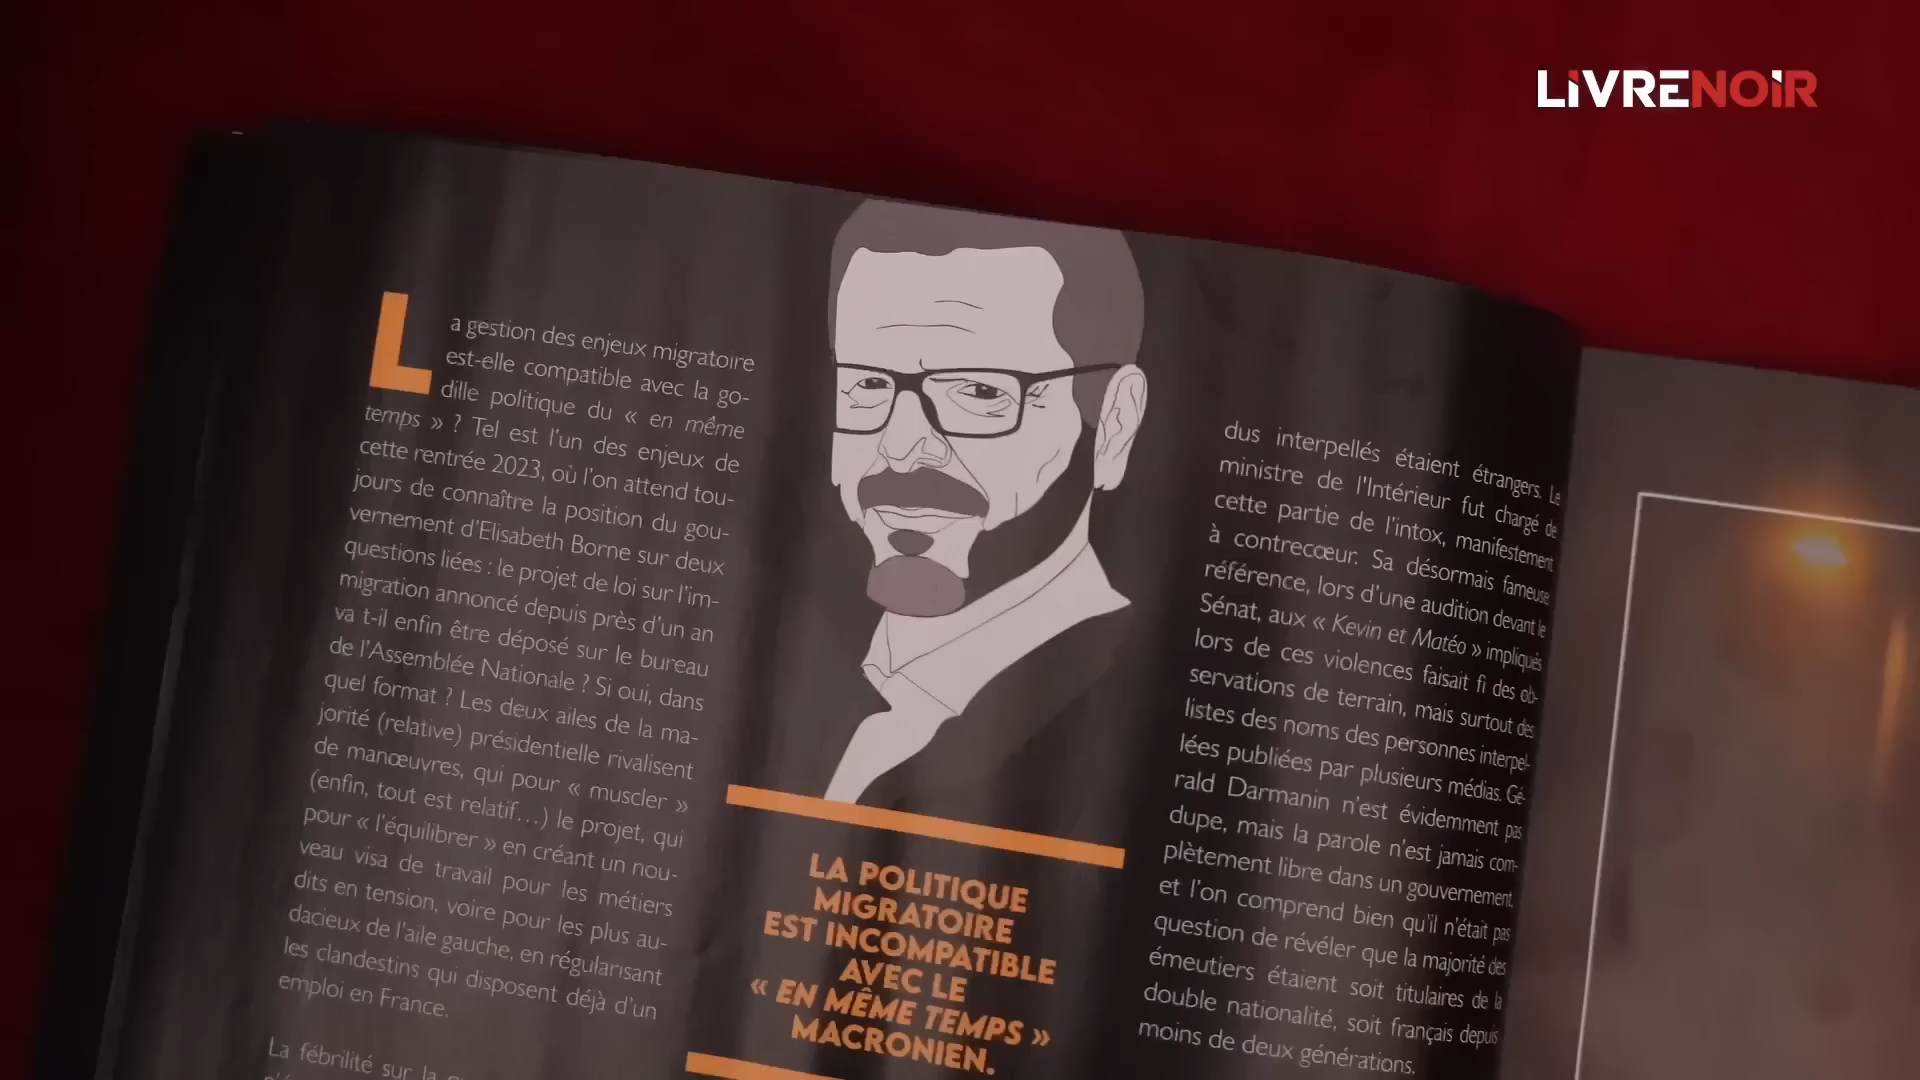 LiVRENOiR
La gestion des enjeux migratoire
est-elle compatible avec la go-
dille politique du « en même
temps » ? Tel est l'un des enjeux de
cette rentrée 2023, où l'on attend tou-
jours de connaître la position du gou-
vernement d'Elisabeth Borne sur deux
questions liées : le projet de loi sur l'im-
migration annoncé depuis près d'un an
va t-il enfin être déposé sur le bureau
de l'Assemblée Nationale ? Si oui, dans
quel format ? Les deux ailes de la ma-
jorité (relative) présidentielle rivalisent
de manœuvres, qui pour « muscler »
(enfin, tout est relatif…) le projet, qui
pour « l'équilibrer » en créant un nou-
veau visa de travail pour les métiers
dits en tension, voire pour les plus au-
dacieux de l'aile gauche, en régularisant
les clandestins qui disposent déjà d'un
emploi en France.
La fébrilité sur la
LA POLITIQUE
MIGRATOIRE
EST INCOMPATIBLE
AVEC LE
« EN MÊME TEMPS »
MACRONIEN.
dus interpellés étaient étrangers. Le
ministre de l'Intérieur fut chargé de
cette partie de l'intox, manifestement
à contrecœur. Sa désormais fameuse
référence, lors d'une audition devant le
Sénat, aux « Kevin et Matéo » impliqués
lors de ces violences faisait fi des ob-
servations de terrain, mais surtout des
listes des noms des personnes interpel-
lées publiées par plusieurs médias. Gé-
rald Darmanin n'est évidemment pas
dupe, mais la parole n'est jamais com-
plètement libre dans un gouvernement,
et l'on comprend bien qu'il n'était pas
question de révéler que la majorité des
émeutiers étaient soit titulaires de la
double nationalité, soit français depuis
moins de deux générations.